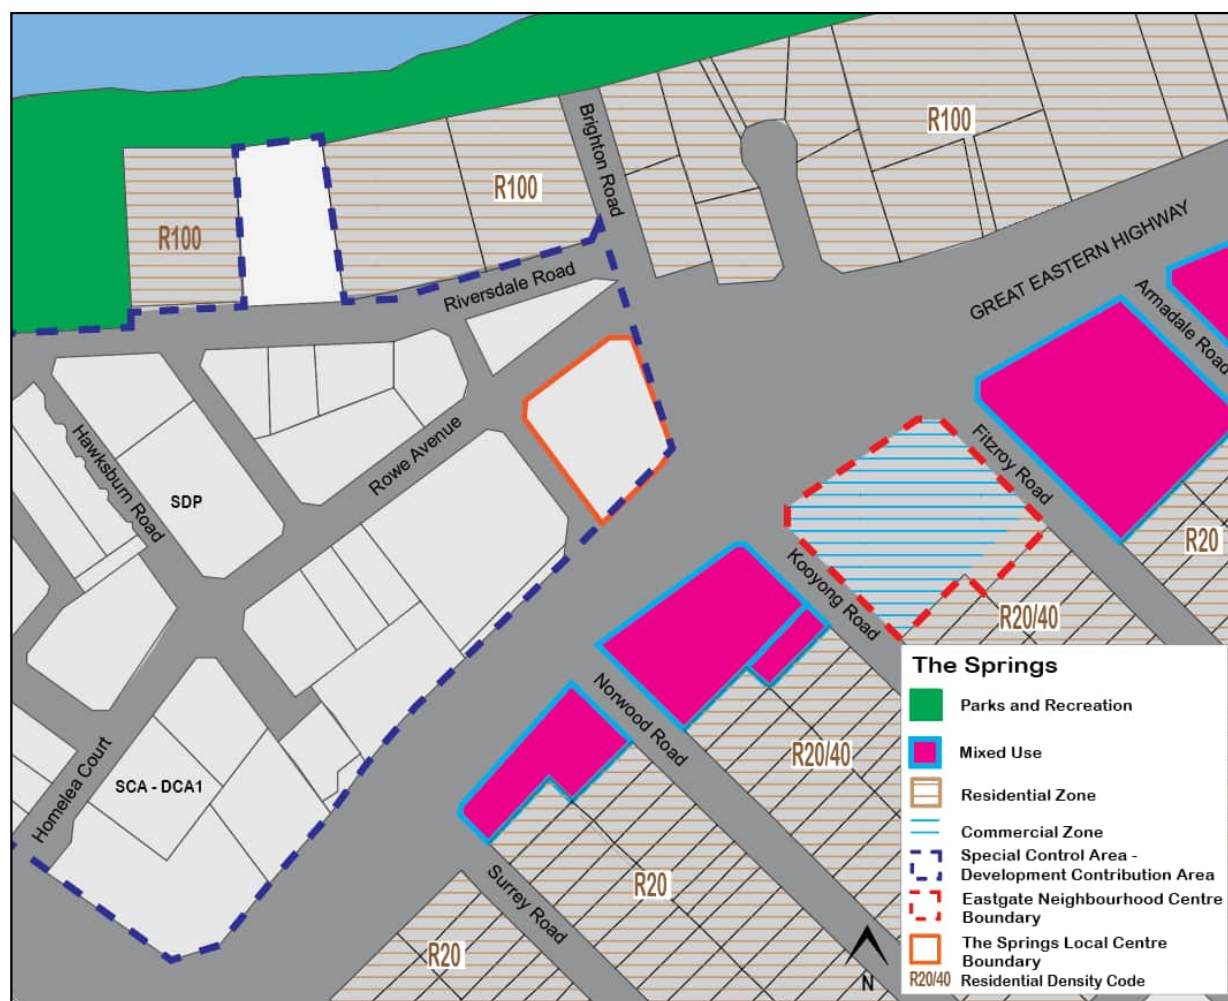 R100
Brighton Road
R100
R100
GREAT EASTERN HIGHWAY
Riversdale Road
Armadale Road
Hawksburn Road
SDP
Rowe Avenue
Fitzroy Road
R20
Kooyong Road
R20/40
Norwood Road
R20/40
Homelea Court
SCA - DCA1
R20
Surrey Road
R20
N
The Springs
Parks and Recreation
Mixed Use
Residential Zone
Commercial Zone
Special Control Area -
Development Contribution Area
Eastgate Neighbourhood Centre
Boundary
The Springs Local Centre
Boundary
R20/40 Residential Density Code